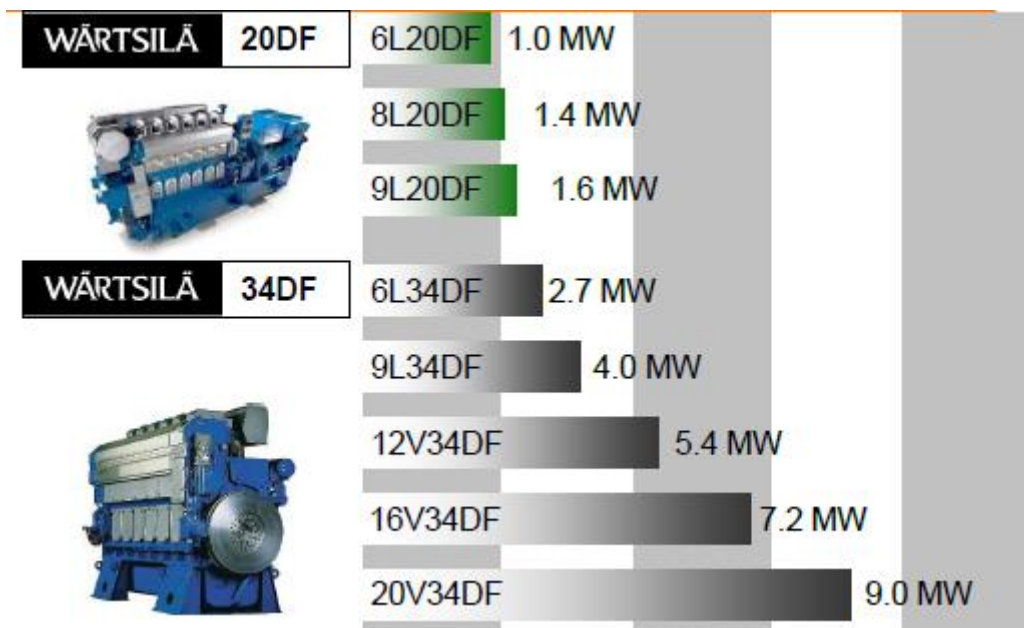 WÄRTSILÄ 20DF
6L20DF 1.0 MW
8L20DF 1.4 MW
9L20DF 1.6 MW
WÄRTSILÄ 34DF
6L34DF 2.7 MW
9L34DF 4.0 MW
12V34DF 5.4 MW
16V34DF 7.2 MW
20V34DF 9.0 MW